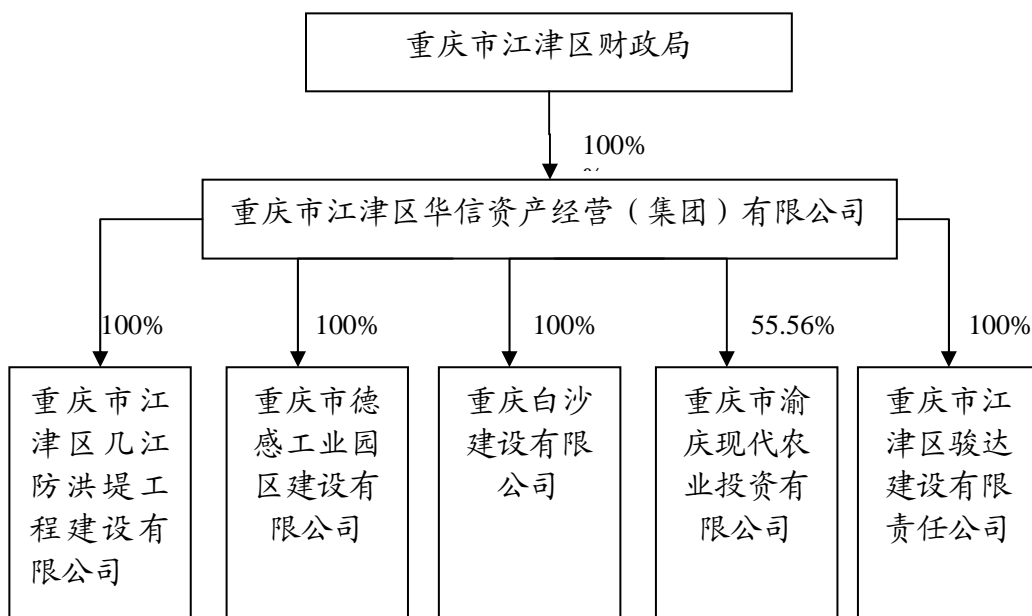 重庆市江津区财政局
100%
重庆市江津区华信资产经营（集团）有限公司
100%
100%
100%
55.56%
100%
重庆市江
津区几江
防洪堤工
程建设有
限公司
重庆市德
感工业园
区建设有
限公司
重庆白沙
建设有限
公司
重庆市渝
庆现代农
业投资有
限公司
重庆市江
津区骏达
建设有限
责任公司